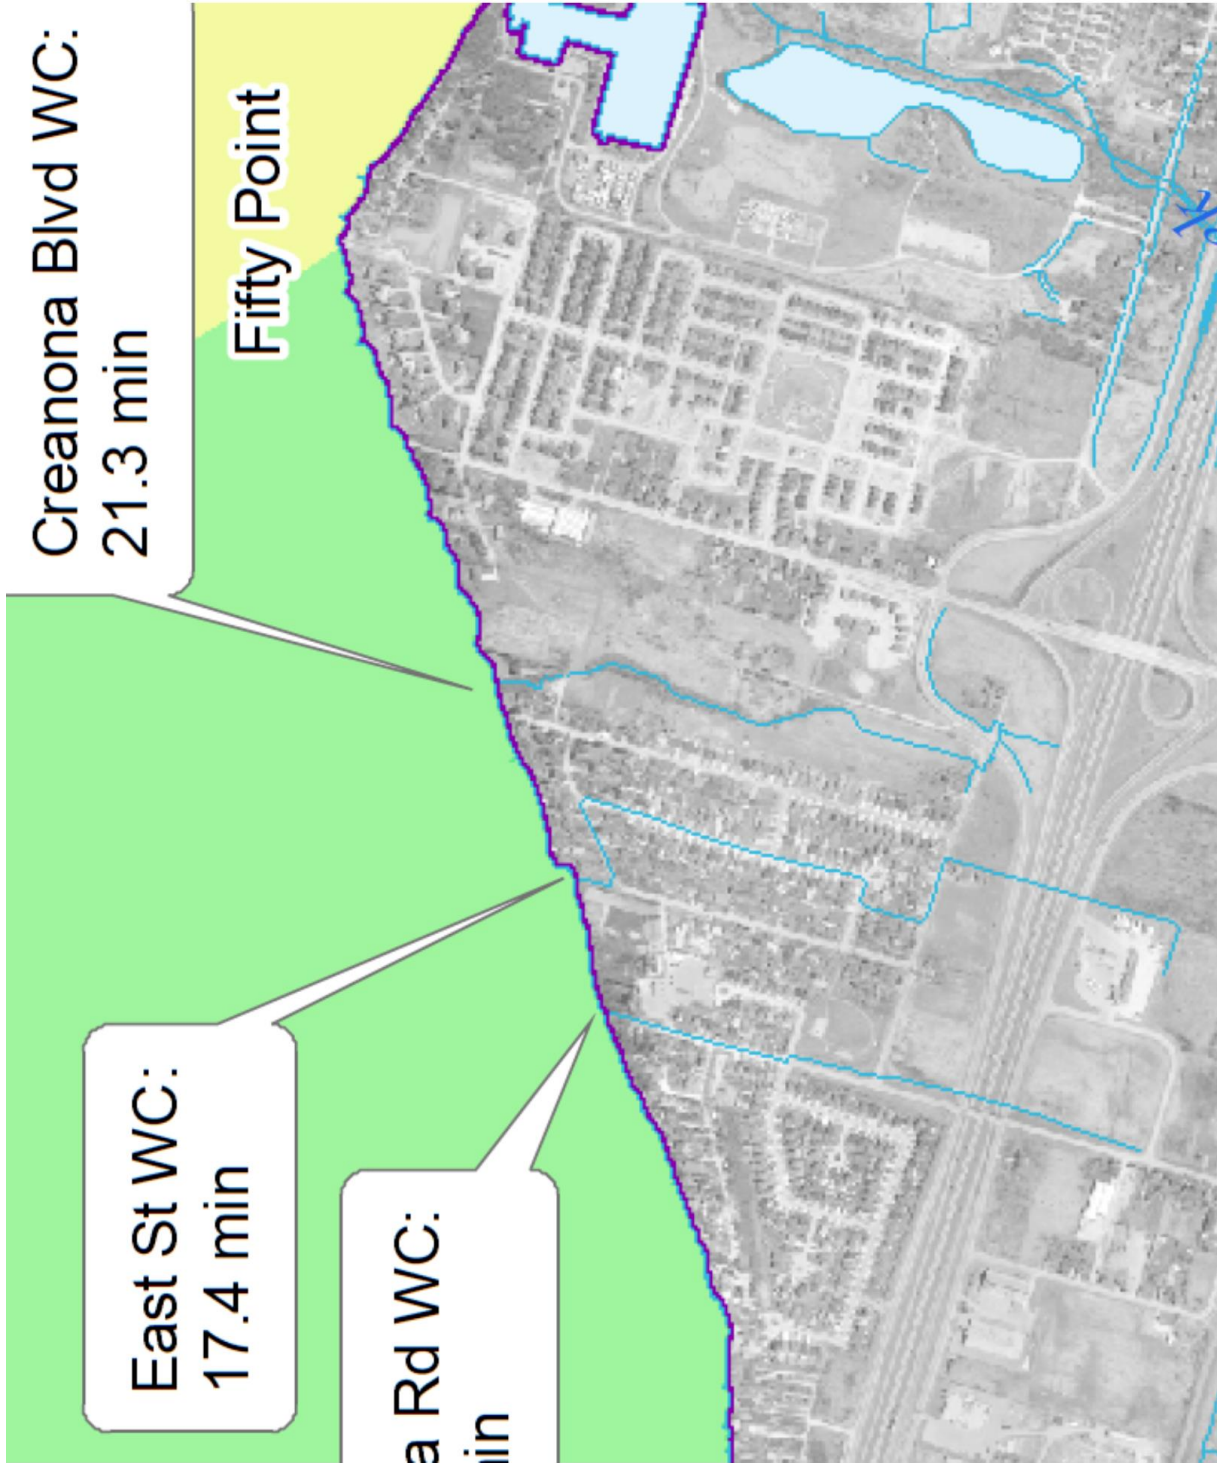 Creanona Blvd WC:
21.3 min
Fifty Point
East St WC:
17.4 min
a Rd WC: